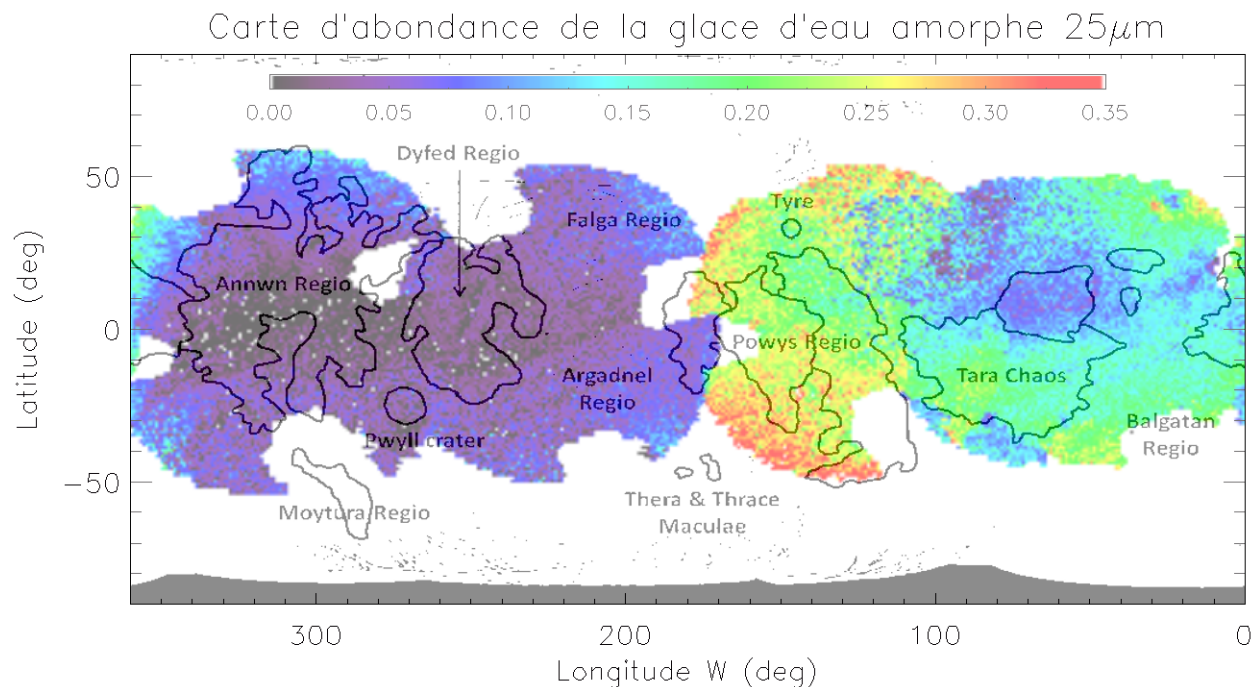 Carte d'abondance de la glace d'eau amorphe 25μm
0.00 0.05 0.10 0.15 0.20 0.25 0.30 0.35
Dyfed Regio
Tyre
Falga Regio
Annwn Regio
Powys Regio
Argadnel
Regio
Tara Chaos
Pwyll crater
Balgatan
Regio
Moytura Regio
Thera & Thrace
Maculae
50
0
−50
Latitude (deg)
300 200 100 0
Longitude W (deg)